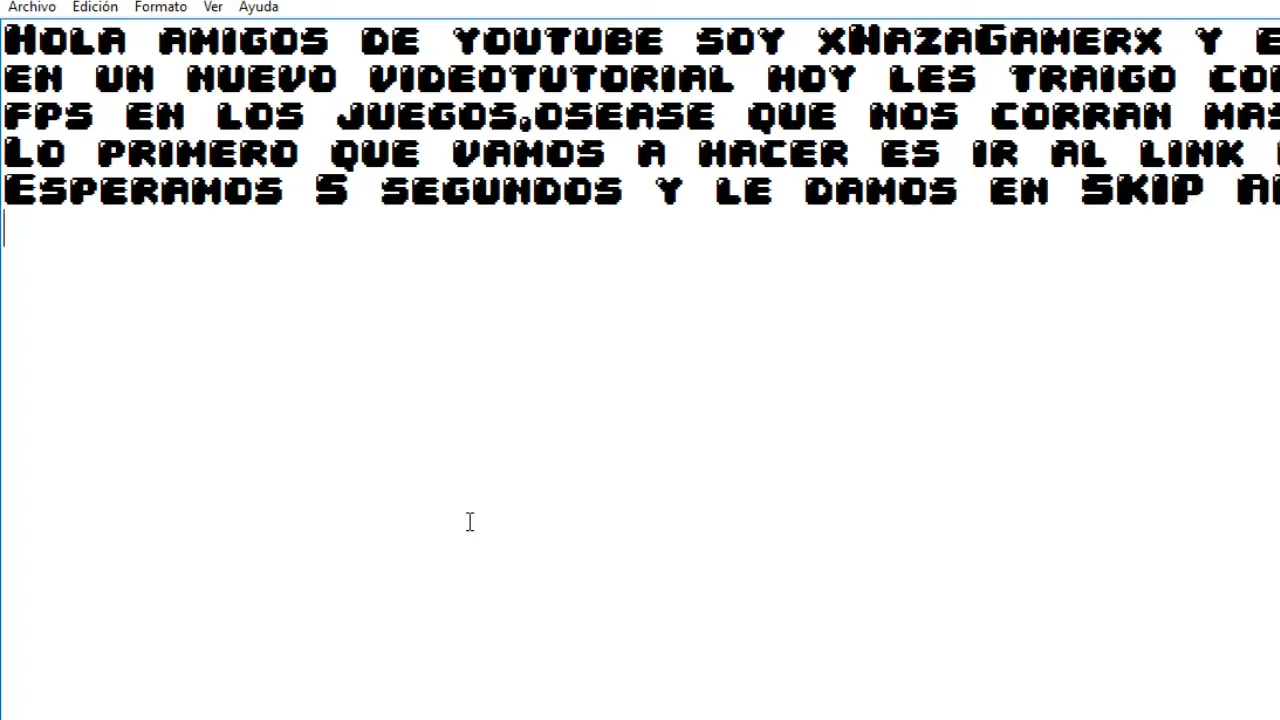 Archivo Edición Formato Ver Ayuda
Hola amigos de youtube soy xNazaGamerx y
en un nuevo videotutorial hoy les traigo
fps en los juegos,osease que nos corran mas
Lo primero que vamos a hacer es ir al link
Esperamos 5 segundos y le damos en SKIP